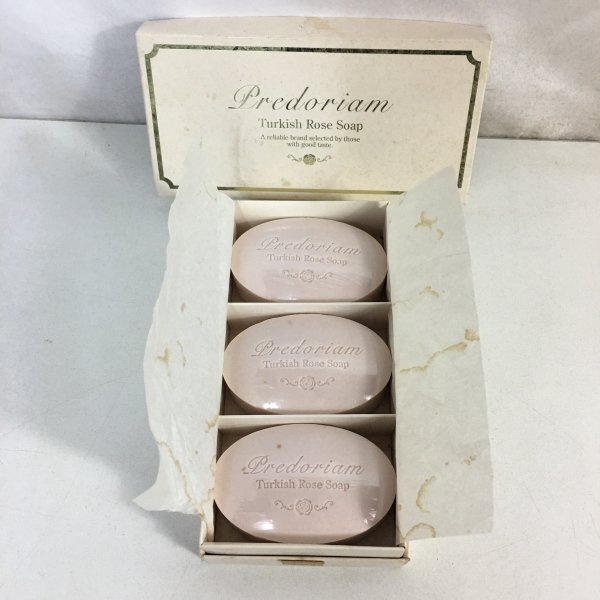 Predoriam
Turkish Rose Soap
A reliable brand selected by those
with good taste.
Predoriam
Turkish Rose Soap
Predoriam
Turkish Rose Soap
Predoriam
Turkish Rose Soap